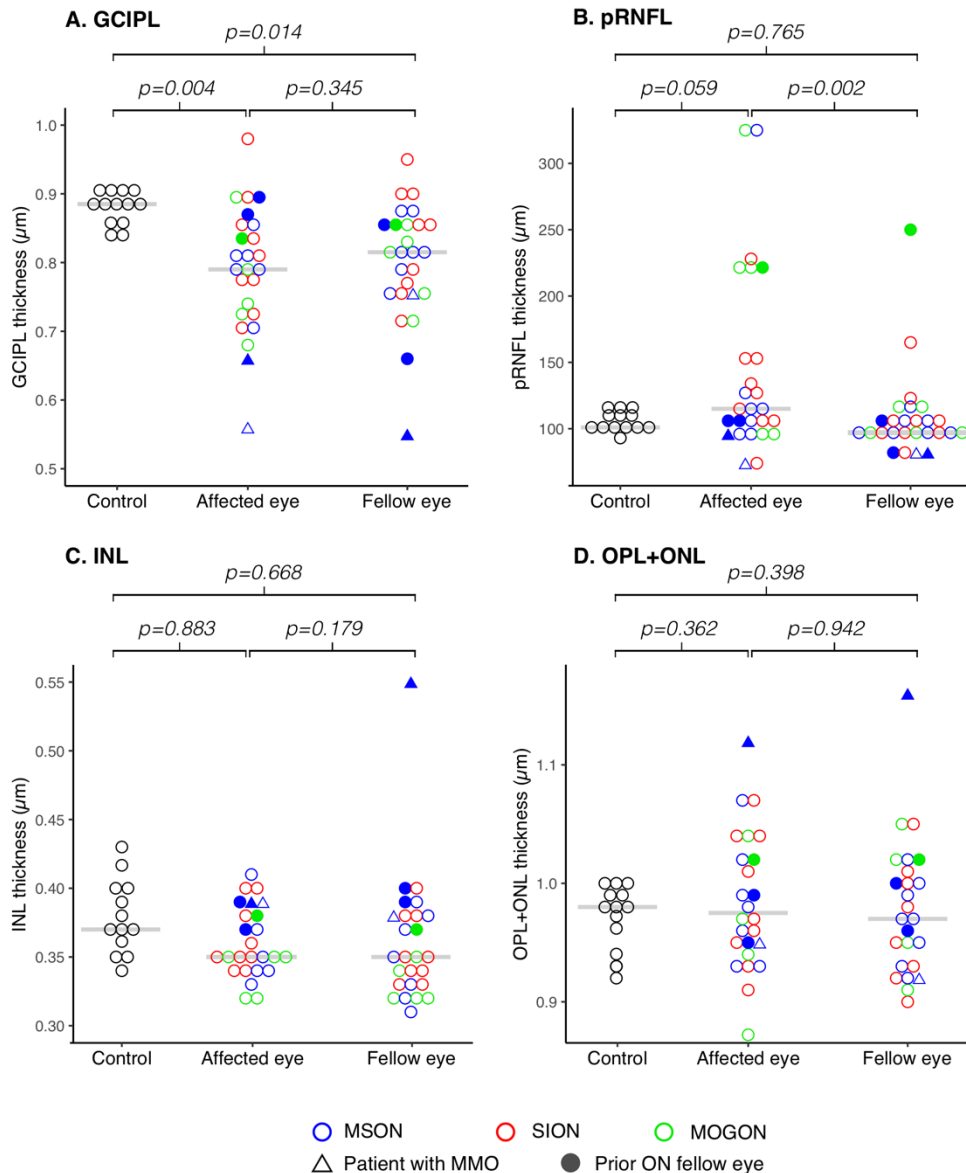 A. GCIPL
p=0.014
p=0.004
p=0.345
GCIPL thickness (µm)
1.0
0.9
0.8
0.7
0.6
0.5
Control
Affected eye
Fellow eye
B. pRNFL
p=0.765
p=0.059
p=0.002
pRNFL thickness (µm)
300
250
200
150
100
Control
Affected eye
Fellow eye
C. INL
p=0.668
p=0.883
p=0.179
INL thickness (µm)
0.55
0.50
0.45
0.40
0.35
0.30
Control
Affected eye
Fellow eye
D. OPL+ONL
p=0.398
p=0.362
p=0.942
OPL+ONL thickness (µm)
1.1
1.0
0.9
Control
Affected eye
Fellow eye
MSON
SION
MOGON
Patient with MMO
Prior ON fellow eye